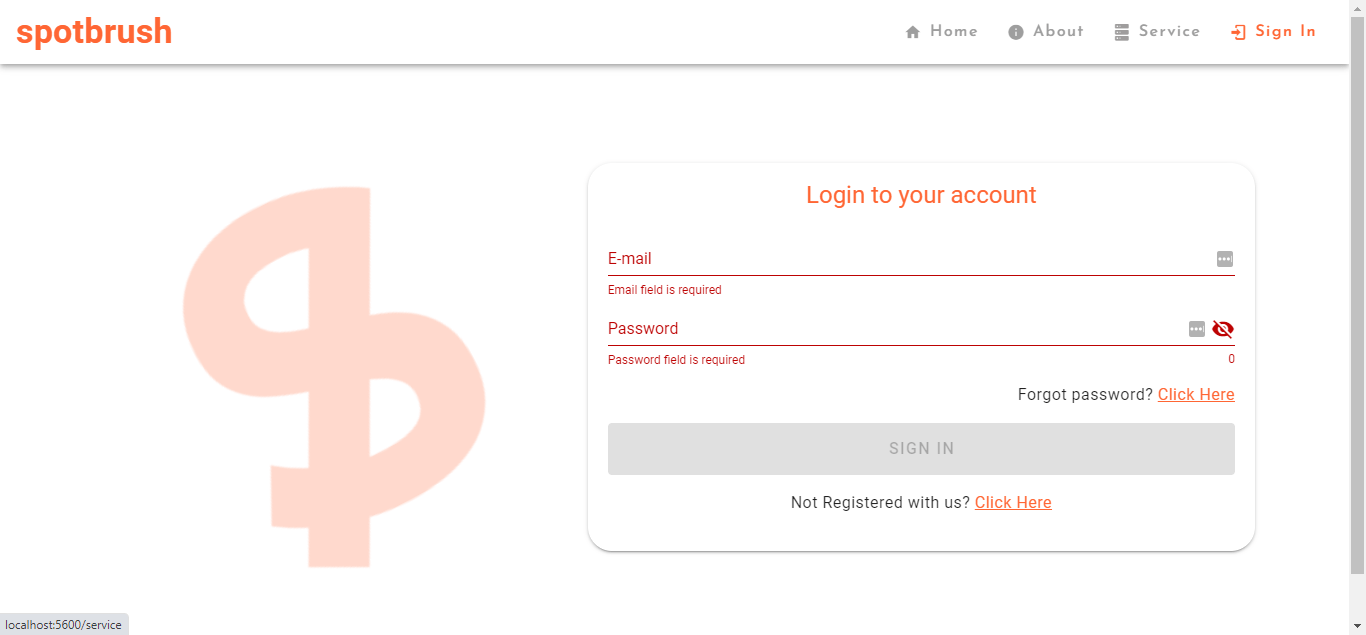 spotbrush
Home About Service Sign In
Login to your account
E-mail
Email field is required
Password
Password field is required 0
Forgot password? Click Here
SIGN IN
Not Registered with us? Click Here
localhost:5600/service